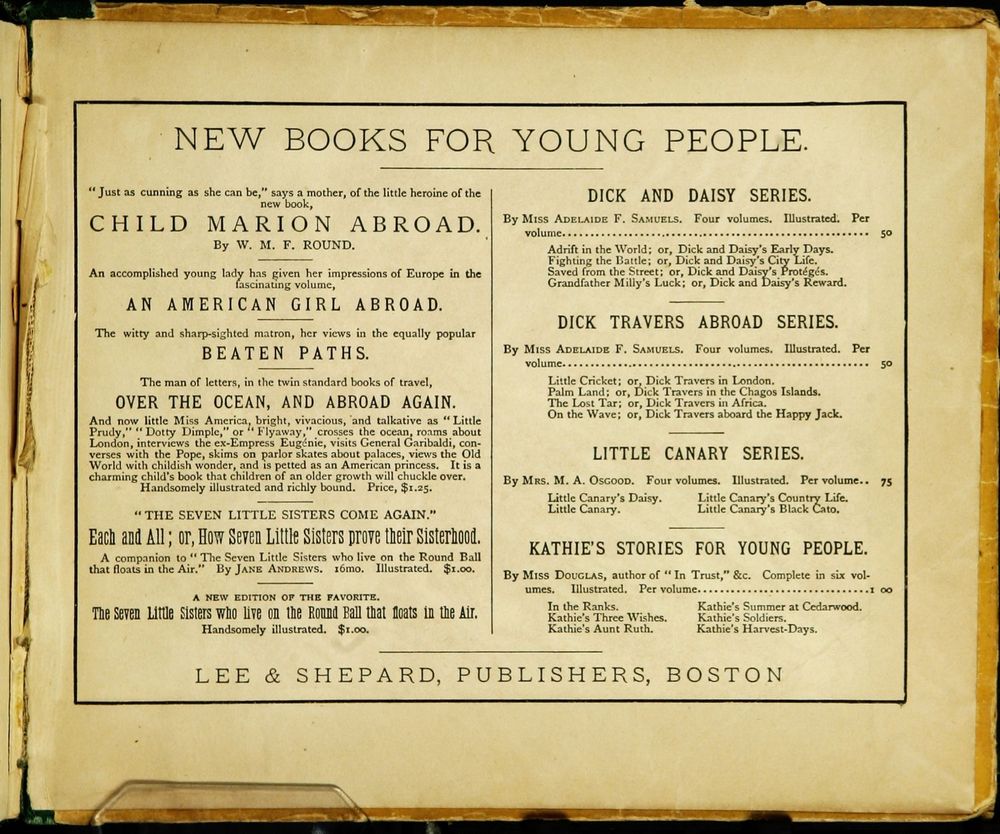 NEW BOOKS FOR YOUNG PEOPLE.
"Just as cunning as she can be," says a mother, of the little heroine of the
new book,
CHILD MARION ABROAD.
By W. M. F. ROUND.
An accomplished young lady has given her impressions of Europe in the
fascinating volume,
AN AMERICAN GIRL ABROAD.
The witty and sharp-sighted matron, her views in the equally popular
BEATEN PATHS.
The man of letters, in the twin standard books of travel,
OVER THE OCEAN, AND ABROAD AGAIN.
And now little Miss America, bright, vivacious, and talkative as "Little
Prudy," "Dotty Dimple," or "Flyaway," crosses the ocean, roams about
London, interviews the ex-Empress Eugénie, visits General Garibaldi, con-
verses with the Pope, skims on parlor skates about palaces, views the Old
World with childish wonder, and is petted as an American princess. It is a
charming child's book that children of an older growth will chuckle over.
Handsomely illustrated and richly bound. Price, $1.25.
"THE SEVEN LITTLE SISTERS COME AGAIN."
Each and All; or, How Seven Little Sisters prove their Sisterhood.
A companion to "The Seven Little Sisters who live on the Round Ball
that floats in the Air." By JANE ANDREWS. 16mo. Illustrated. $1.00.
A NEW EDITION OF THE FAVORITE.
The Seven Little Sisters who live on the Round Ball that floats in the Air.
Handsomely illustrated. $1.00.
DICK AND DAISY SERIES.
By MISS ADELAIDE F. SAMUELS. Four volumes. Illustrated. Per
volume.................................................. 50
Adrift in the World; or, Dick and Daisy's Early Days.
Fighting the Battle; or, Dick and Daisy's City Life.
Saved from the Street; or, Dick and Daisy's Protégés.
Grandfather Milly's Luck; or, Dick and Daisy's Reward.
DICK TRAVERS ABROAD SERIES.
By MISS ADELAIDE F. SAMUELS. Four volumes. Illustrated. Per
volume.................................................. 50
Little Cricket; or, Dick Travers in London.
Palm Land; or, Dick Travers in the Chagos Islands.
The Lost Tar; or, Dick Travers in Africa.
On the Wave; or, Dick Travers aboard the Happy Jack.
LITTLE CANARY SERIES.
By MRS. M. A. OSGOOD. Four volumes. Illustrated. Per volume.. 75
Little Canary's Daisy. Little Canary's Country Life.
Little Canary. Little Canary's Black Cato.
KATHIE'S STORIES FOR YOUNG PEOPLE.
By MISS DOUGLAS, author of "In Trust," &c. Complete in six vol-
umes. Illustrated. Per volume..............................1 00
In the Ranks. Kathie's Summer at Cedarwood.
Kathie's Three Wishes. Kathie's Soldiers.
Kathie's Aunt Ruth. Kathie's Harvest-Days.
LEE & SHEPARD, PUBLISHERS, BOSTON